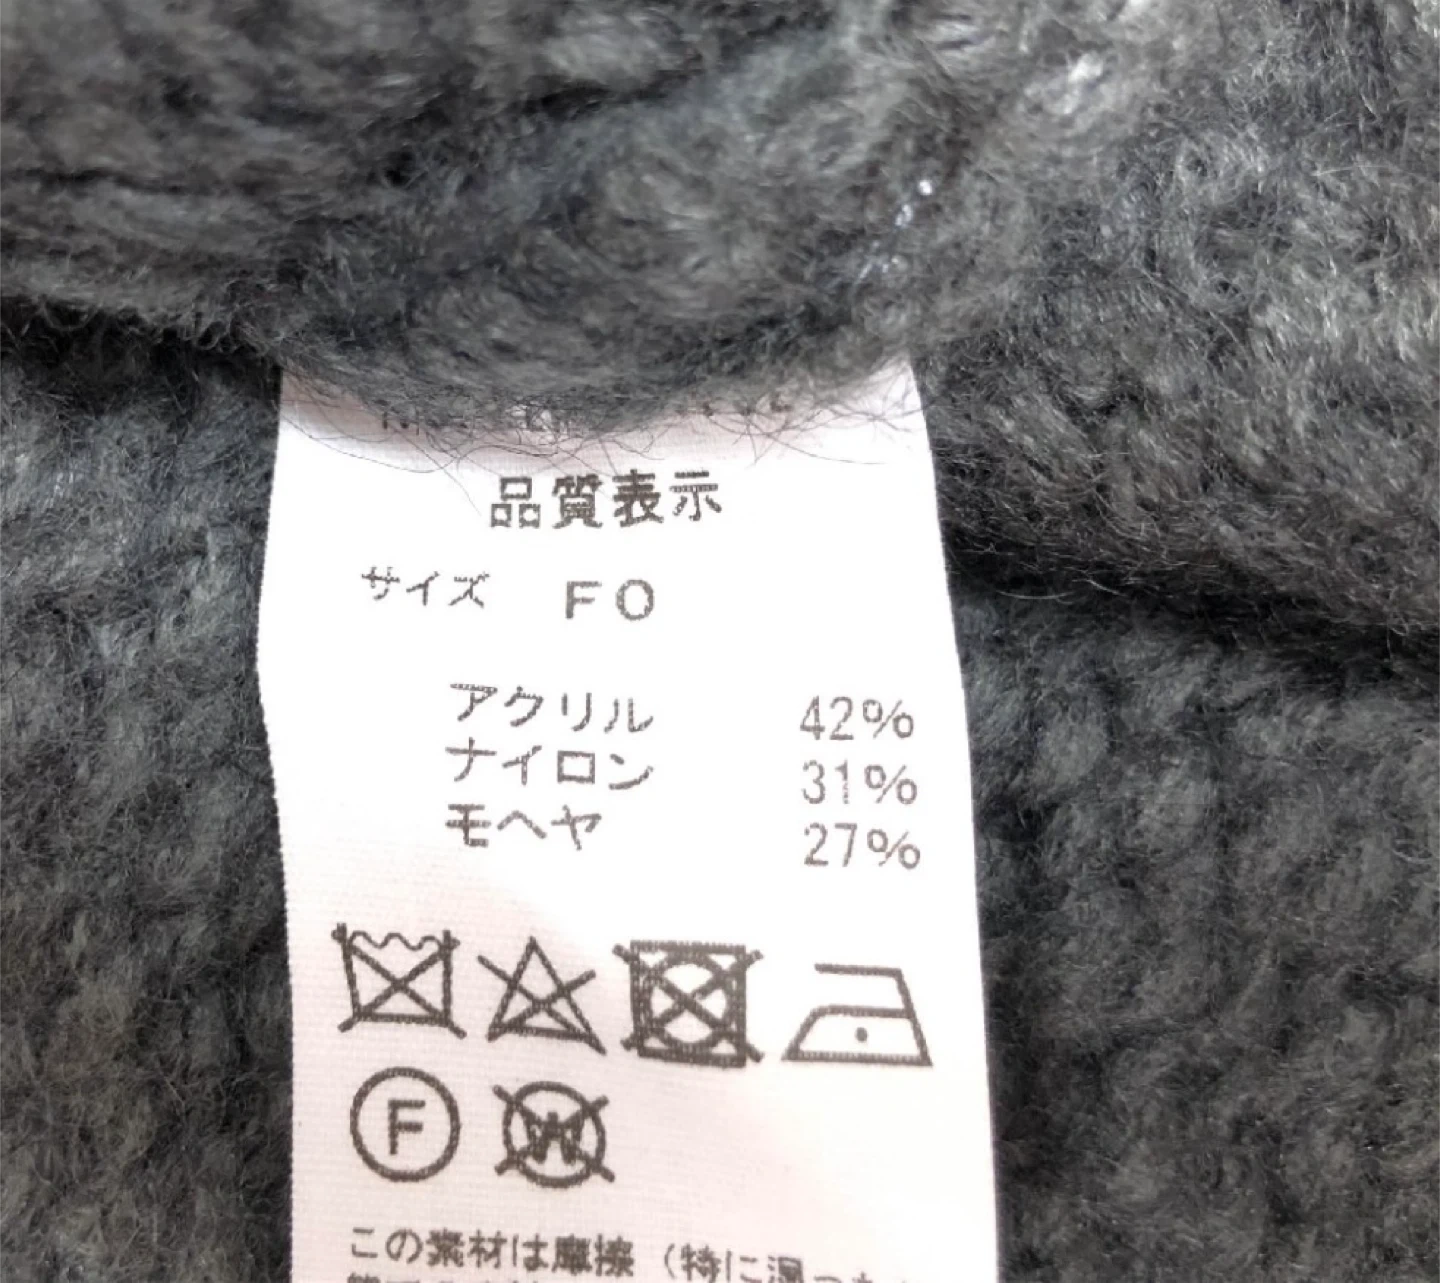 品質表示
サイズ FO
アクリル 42%
ナイロン 31%
モヘヤ 27%
F
W
この素材は摩擦(特に湿った